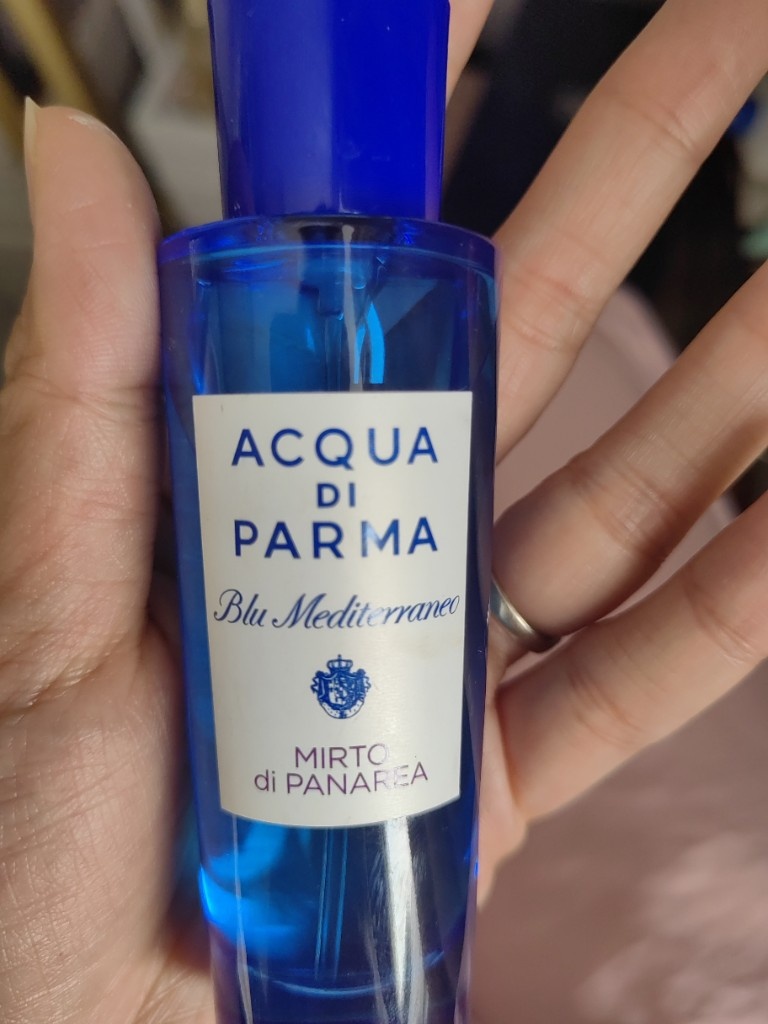 ACQUA
DI
PARMA
Blu Mediterraneo
MIRTO
di PANAREA